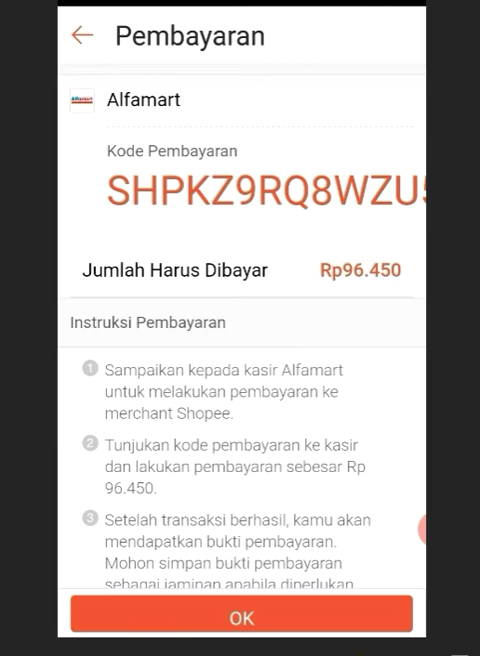 Pembayaran
Alfamart
Alfamart
Kode Pembayaran
SHPKZ9RQ8WZU5
Jumlah Harus Dibayar Rp96.450
Instruksi Pembayaran
1 Sampaikan kepada kasir Alfamart
untuk melakukan pembayaran ke
merchant Shopee.
2 Tunjukan kode pembayaran ke kasir
dan lakukan pembayaran sebesar Rp
96.450.
3 Setelah transaksi berhasil, kamu akan
mendapatkan bukti pembayaran.
Mohon simpan bukti pembayaran
sebagai jaminan apabila diperlukan
OK